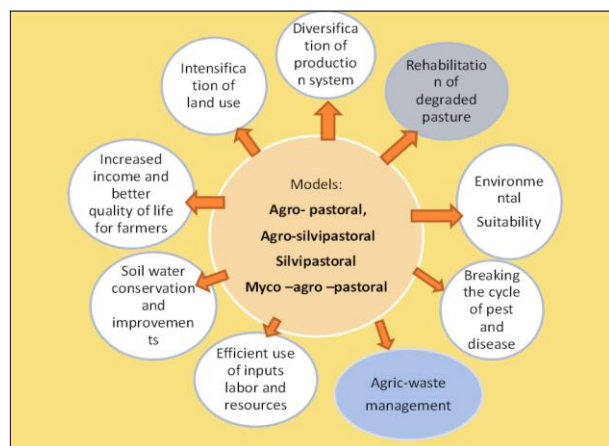 Diversifica
tion of
productio
n system
Rehabilitatio
n of
degraded
pasture
Environme
ntal
Suitability
Breaking
the cycle
of pest
and
disease
Agric-waste
management
Efficient use
of inputs
labor and
resources
Soil water
conservation
and
improvemen
ts
Increased
income and
better
quality of life
for farmers
Intensifica
tion of
land use
Models:
Agro- pastoral,
Agro-silvipastoral
Silvipastoral
Myco –agro –pastoral